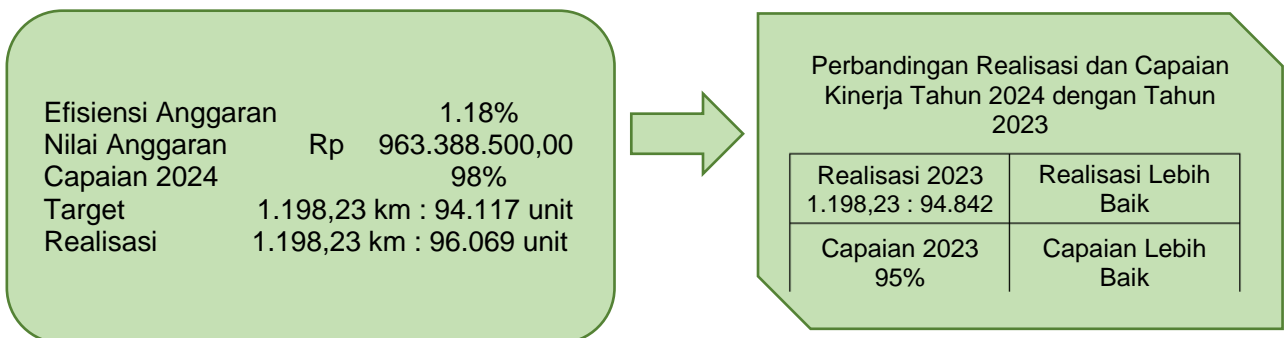 Efisiensi Anggaran 1.18%
Nilai Anggaran Rp 963.388.500,00
Capaian 2024 98%
Target 1.198,23 km : 94.117 unit
Realisasi 1.198,23 km : 96.069 unit
Perbandingan Realisasi dan Capaian
Kinerja Tahun 2024 dengan Tahun
2023
Realisasi 2023
1.198,23 : 94.842
Realisasi Lebih
Baik
Capaian 2023
95%
Capaian Lebih
Baik